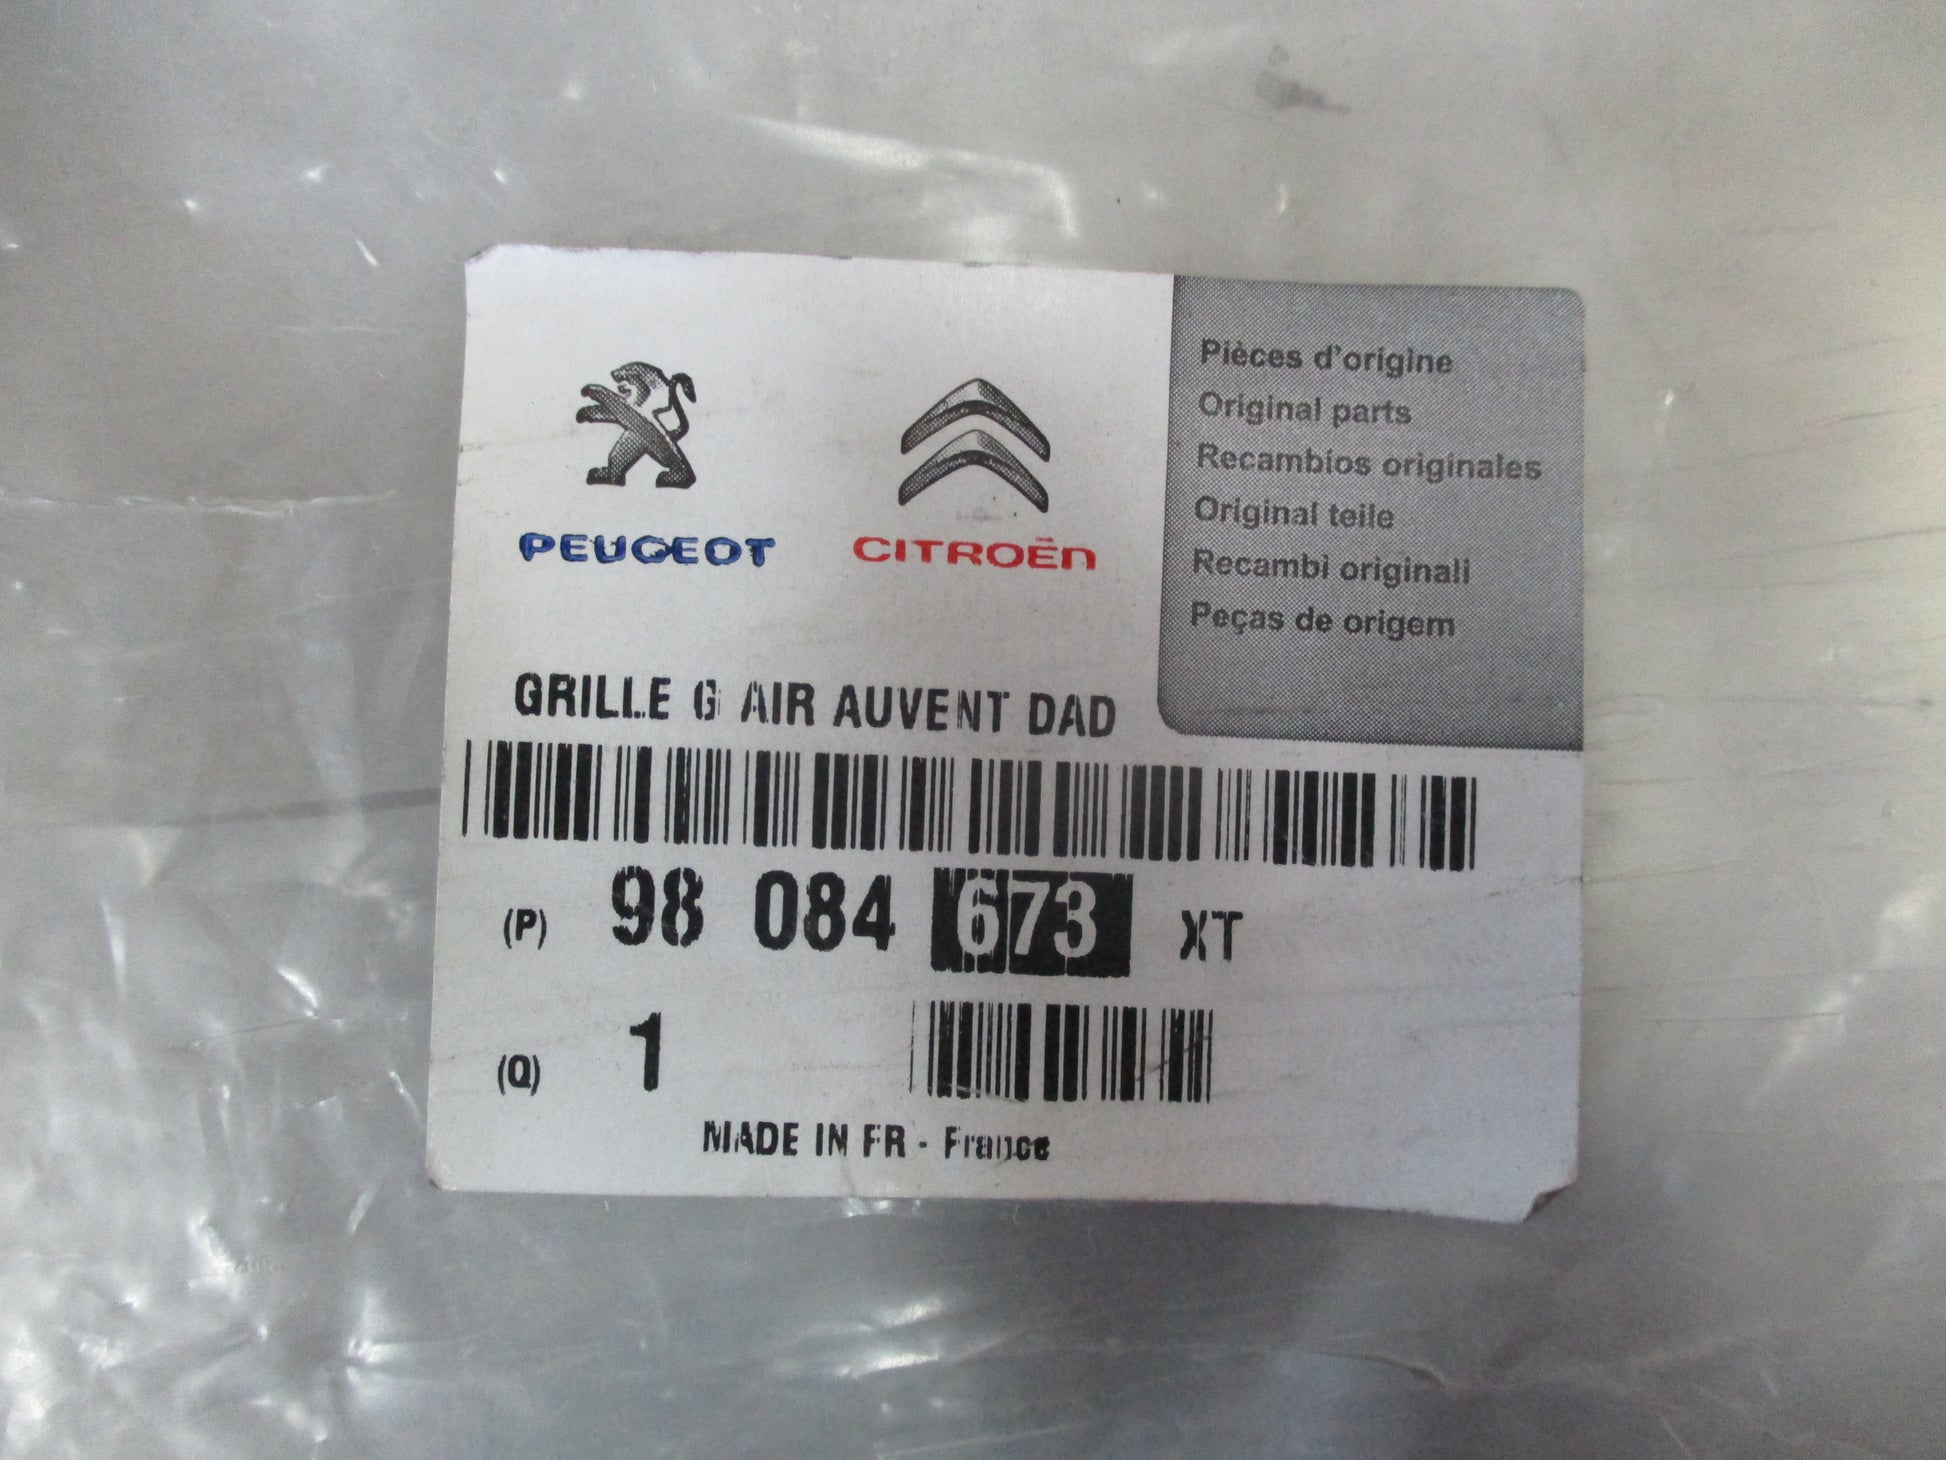 PEUGEOT
CITROËN
Pièces d'origine
Original parts
Recambios originales
Original teile
Recambi originali
Peças de origem
GRILLE G AIR AUVENT DAD
(P) 98 084 673 XT
(Q) 1
MADE IN FR - France